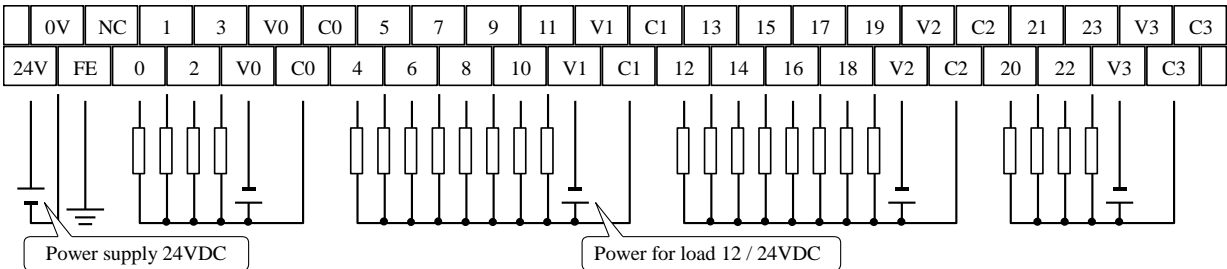 0V NC 1 3 V0 C0 5 7 9 11 V1 C1 13 15 17 19 V2 C2 21 23 V3 C3
24V FE 0 2 V0 C0 4 6 8 10 V1 C1 12 14 16 18 V2 C2 20 22 V3 C3
Power supply 24VDC Power for load 12 / 24VDC